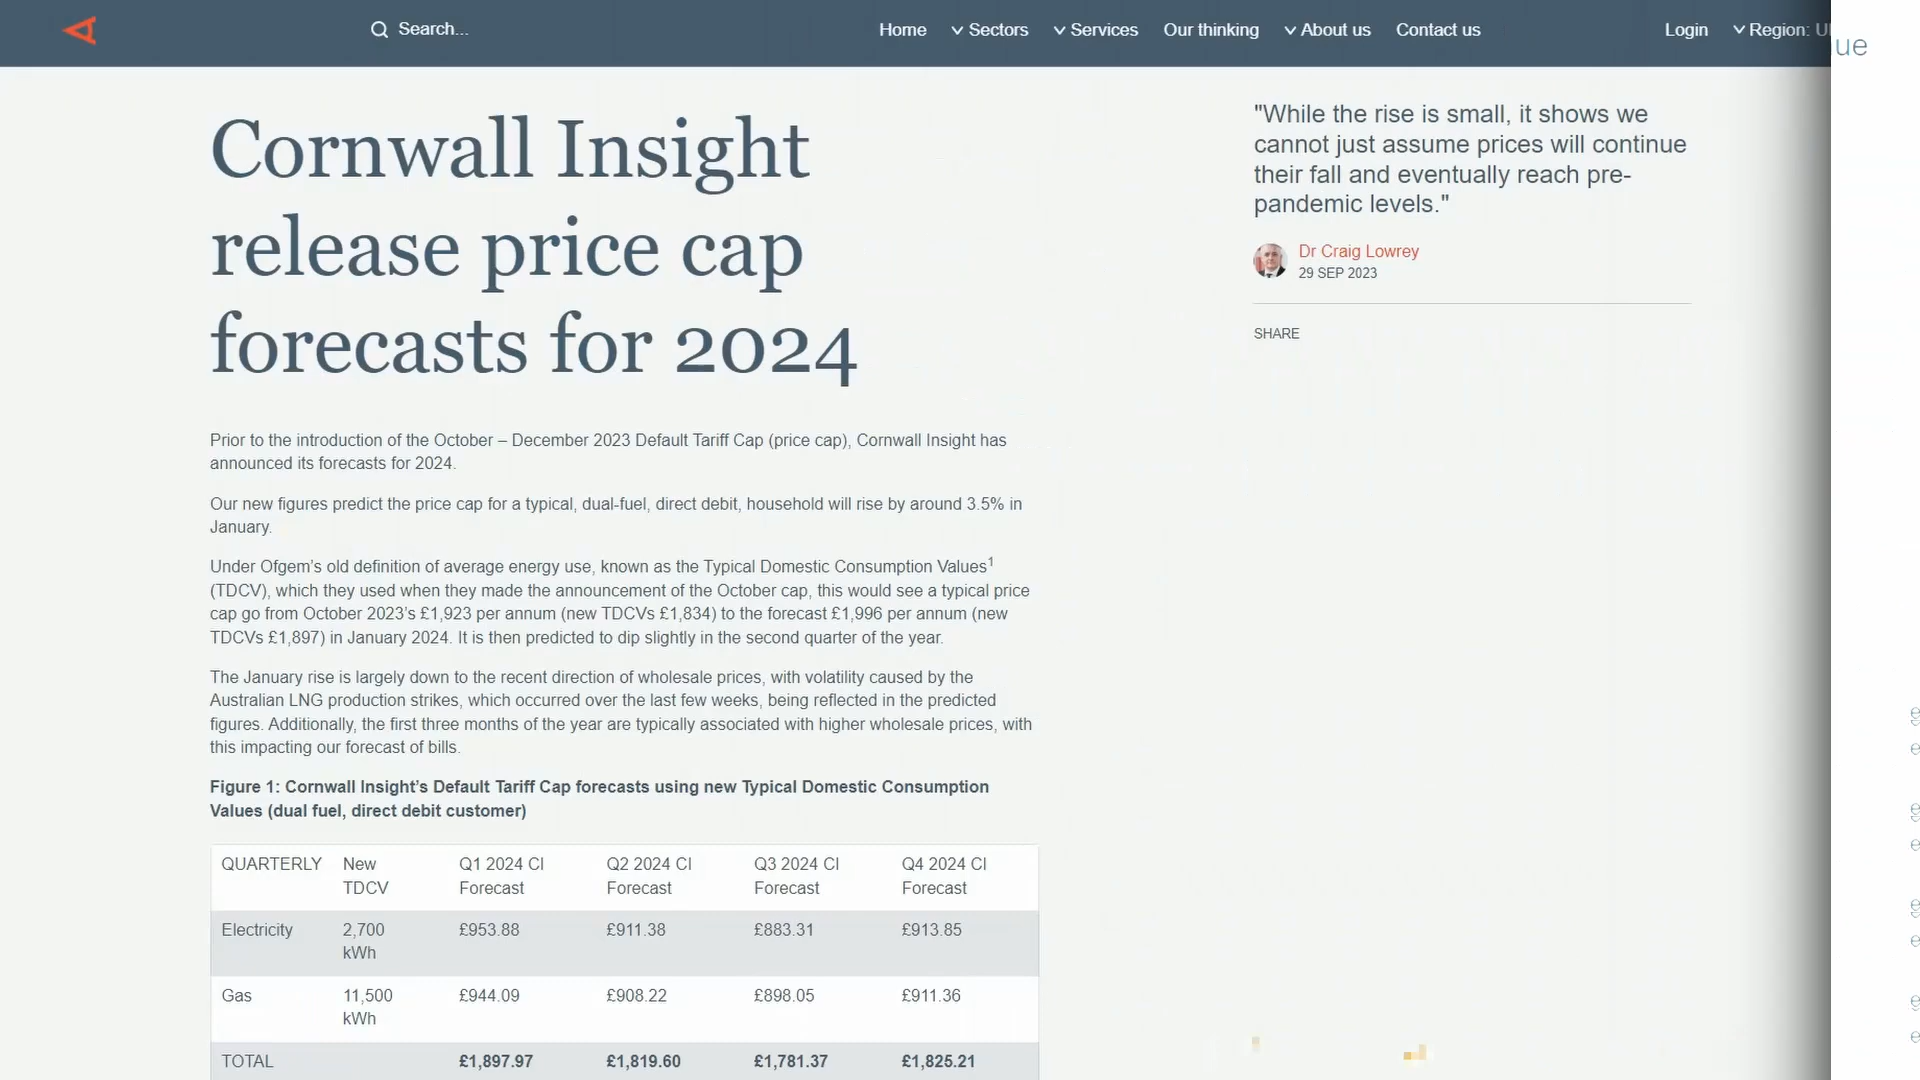 Search...
Home
Sectors
Services
Our thinking
About us
Contact us
Login
Region:
ue
Cornwall Insight
release price cap
forecasts for 2024
"While the rise is small, it shows we
cannot just assume prices will continue
their fall and eventually reach pre-
pandemic levels."
Dr Craig Lowrey
29 SEP 2023
SHARE
Prior to the introduction of the October – December 2023 Default Tariff Cap (price cap), Cornwall Insight has
announced its forecasts for 2024.
Our new figures predict the price cap for a typical, dual-fuel, direct debit, household will rise by around 3.5% in
January.
Under Ofgem’s old definition of average energy use, known as the Typical Domestic Consumption Values1
(TDCV), which they used when they made the announcement of the October cap, this would see a typical price
cap go from October 2023’s £1,923 per annum (new TDCVs £1,834) to the forecast £1,996 per annum (new
TDCVs £1,897) in January 2024. It is then predicted to dip slightly in the second quarter of the year.
The January rise is largely down to the recent direction of wholesale prices, with volatility caused by the
Australian LNG production strikes, which occurred over the last few weeks, being reflected in the predicted
figures. Additionally, the first three months of the year are typically associated with higher wholesale prices, with
this impacting our forecast of bills.
Figure 1: Cornwall Insight’s Default Tariff Cap forecasts using new Typical Domestic Consumption
Values (dual fuel, direct debit customer)
QUARTERLY New TDCV Q1 2024 CI Forecast Q2 2024 CI Forecast Q3 2024 CI Forecast Q4 2024 CI Forecast
Electricity 2,700 kWh £953.88 £911.38 £883.31 £913.85
Gas 11,500 kWh £944.09 £908.22 £898.05 £911.36
TOTAL £1,897.97 £1,819.60 £1,781.37 £1,825.21